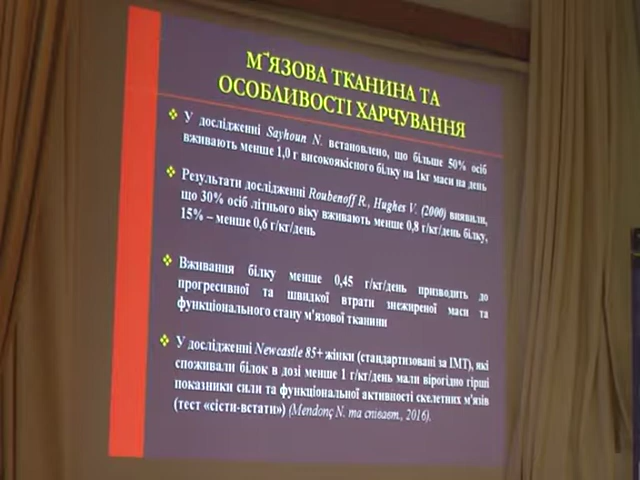 М˝ЯЗОВА ТКАНИНА ТА
ОСОБЛИВОСТІ ХАРЧУВАННЯ
У дослідженні Sayhoun N. встановлено, що більше 50% осіб
вживають менше 1,0 г високоякісного білку на 1кг маси на день
Результати дослідженні Roubenoff R., Hughes V. (2000) виявили,
що 30% осіб літнього віку вживають менше 0,8 г/кг/день білку,
15% – менше 0,6 г/кг/день
Вживання білку менше 0,45 г/кг/день призводить до
прогресивної та швидкої втрати знежиреної маси та
функціонального стану м'язової тканини
У дослідженні Newcastle 85+ жінки (стандартизовані за ІМТ), які
споживали білок в дозі менше 1 г/кг/день мали вірогідно гірші
показники сили та функціональної активності скелетних м'язів
(тест «сісти-встати») (Mendonç N. та співавт., 2016).